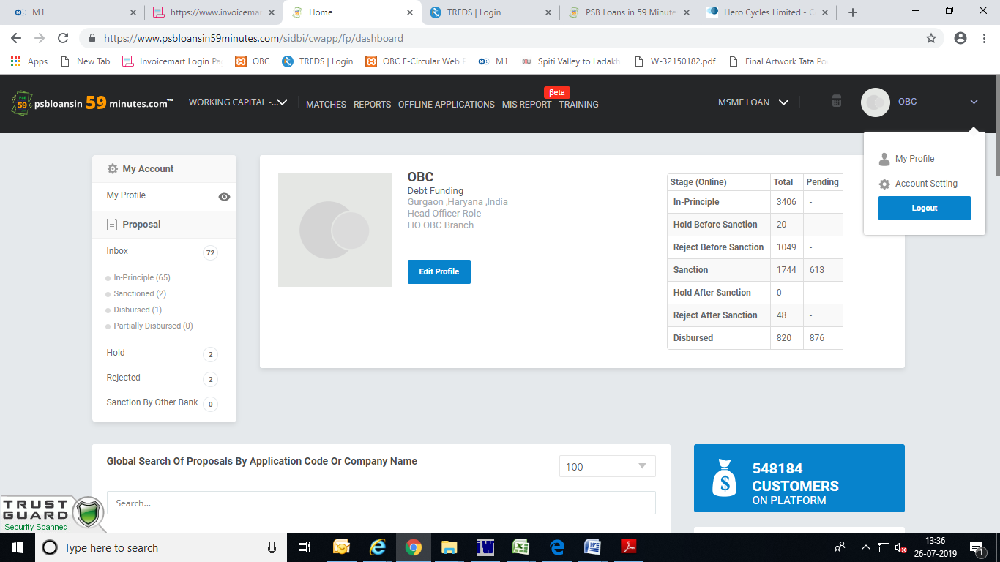 M1
https://www.invoicemar
Home
TREDS | Login
PSB Loans in 59 Minute
Hero Cycles Limited - C
https://www.psbloansin59minutes.com/sidbi/cwapp/fp/dashboard
Apps
New Tab
Invoicemart Login Pa
OBC
TREDS | Login
OBC E-Circular Web P
M1
Spiti Valley to Ladakh
W-32150182.pdf
Final Artwork Tata Po
PSB 59 psbloansin 59 minutes.com™
WORKING CAPITAL -...
MATCHES
REPORTS
OFFLINE APPLICATIONS
MIS REPORT
βeta
TRAINING
MSME LOAN
OBC
My Profile
Account Setting
Logout
My Account
My Profile
Proposal
Inbox 72
In-Principle (65)
Sanctioned (2)
Disbursed (1)
Partially Disbursed (0)
Hold 2
Rejected 2
Sanction By Other Bank 0
OBC
Debt Funding
Gurgaon ,Haryana ,India
Head Officer Role
HO OBC Branch
Edit Profile
Stage (Online) Total Pending
In-Principle 3406 -
Hold Before Sanction 20 -
Reject Before Sanction 1049 -
Sanction 1744 613
Hold After Sanction 0 -
Reject After Sanction 48 -
Disbursed 820 876
Global Search Of Proposals By Application Code Or Company Name
100
Search...
548184
CUSTOMERS
ON PLATFORM
TRUST
GUARD
Security Scanned
Type here to search
13:36
26-07-2019
1